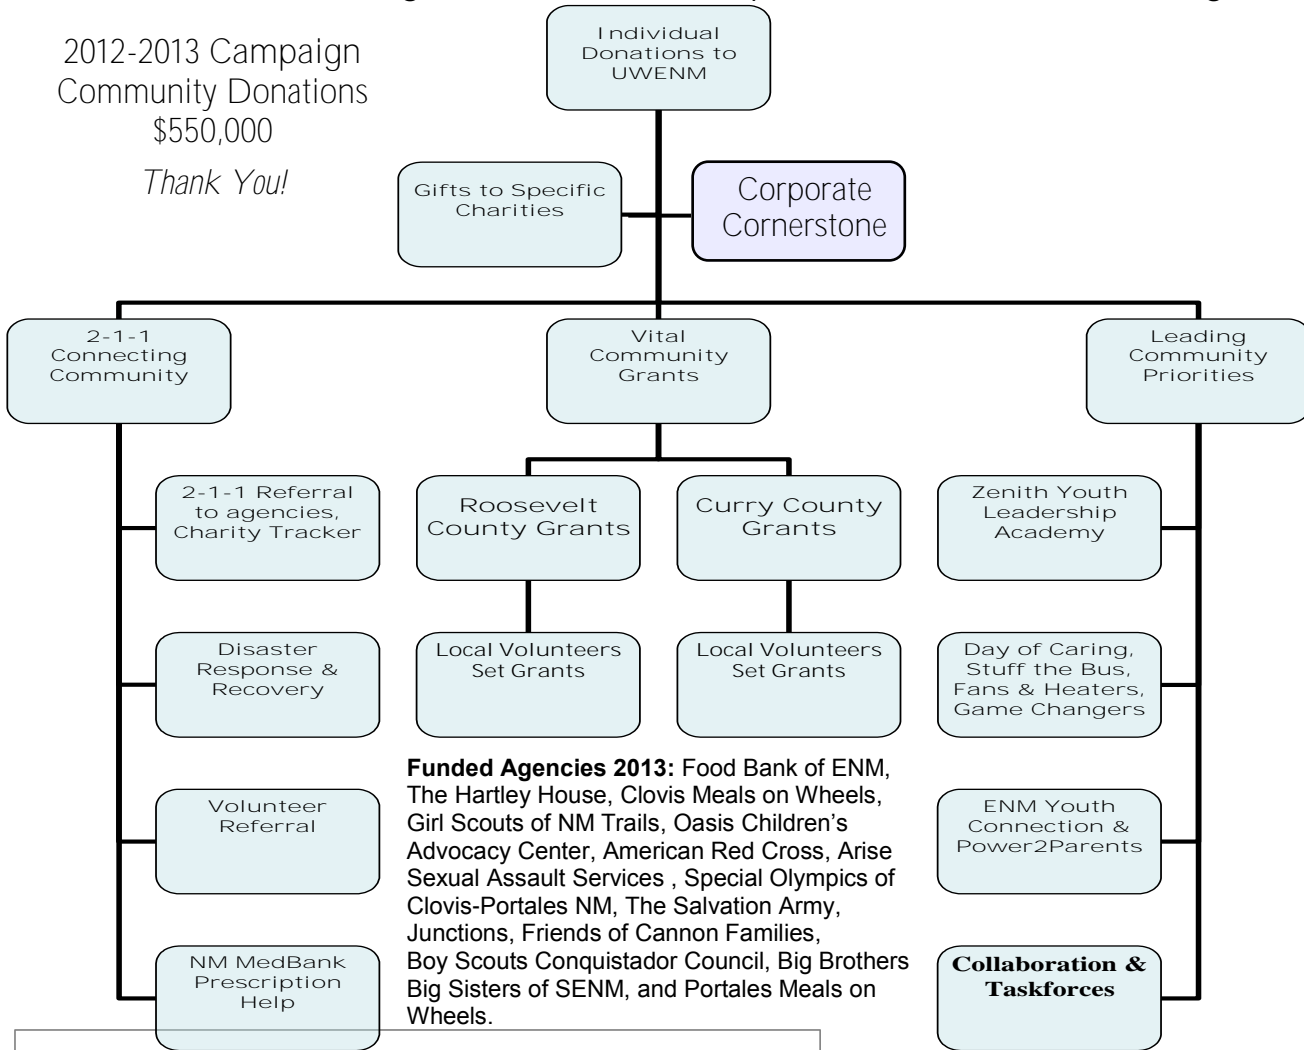 2012-2013 Campaign
Community Donations
$550,000
Thank You!
Individual
Donations to
UWENM
Gifts to Specific
Charities
Corporate
Cornerstone
2-1-1
Connecting
Community
Vital
Community
Grants
Leading
Community
Priorities
2-1-1 Referral
to agencies,
Charity Tracker
Roosevelt
County Grants
Curry County
Grants
Zenith Youth
Leadership
Academy
Disaster
Response &
Recovery
Local Volunteers
Set Grants
Local Volunteers
Set Grants
Day of Caring,
Stuff the Bus,
Fans & Heaters,
Game Changers
Volunteer
Referral
Funded Agencies 2013: Food Bank of ENM,
The Hartley House, Clovis Meals on Wheels,
Girl Scouts of NM Trails, Oasis Children's
Advocacy Center, American Red Cross, Arise
Sexual Assault Services , Special Olympics of
Clovis-Portales NM, The Salvation Army,
Junctions, Friends of Cannon Families,
Boy Scouts Conquistador Council, Big Brothers
Big Sisters of SENM, and Portales Meals on
Wheels.
ENM Youth
Connection &
Power2Parents
NM MedBank
Prescription
Help
Collaboration &
Taskforces